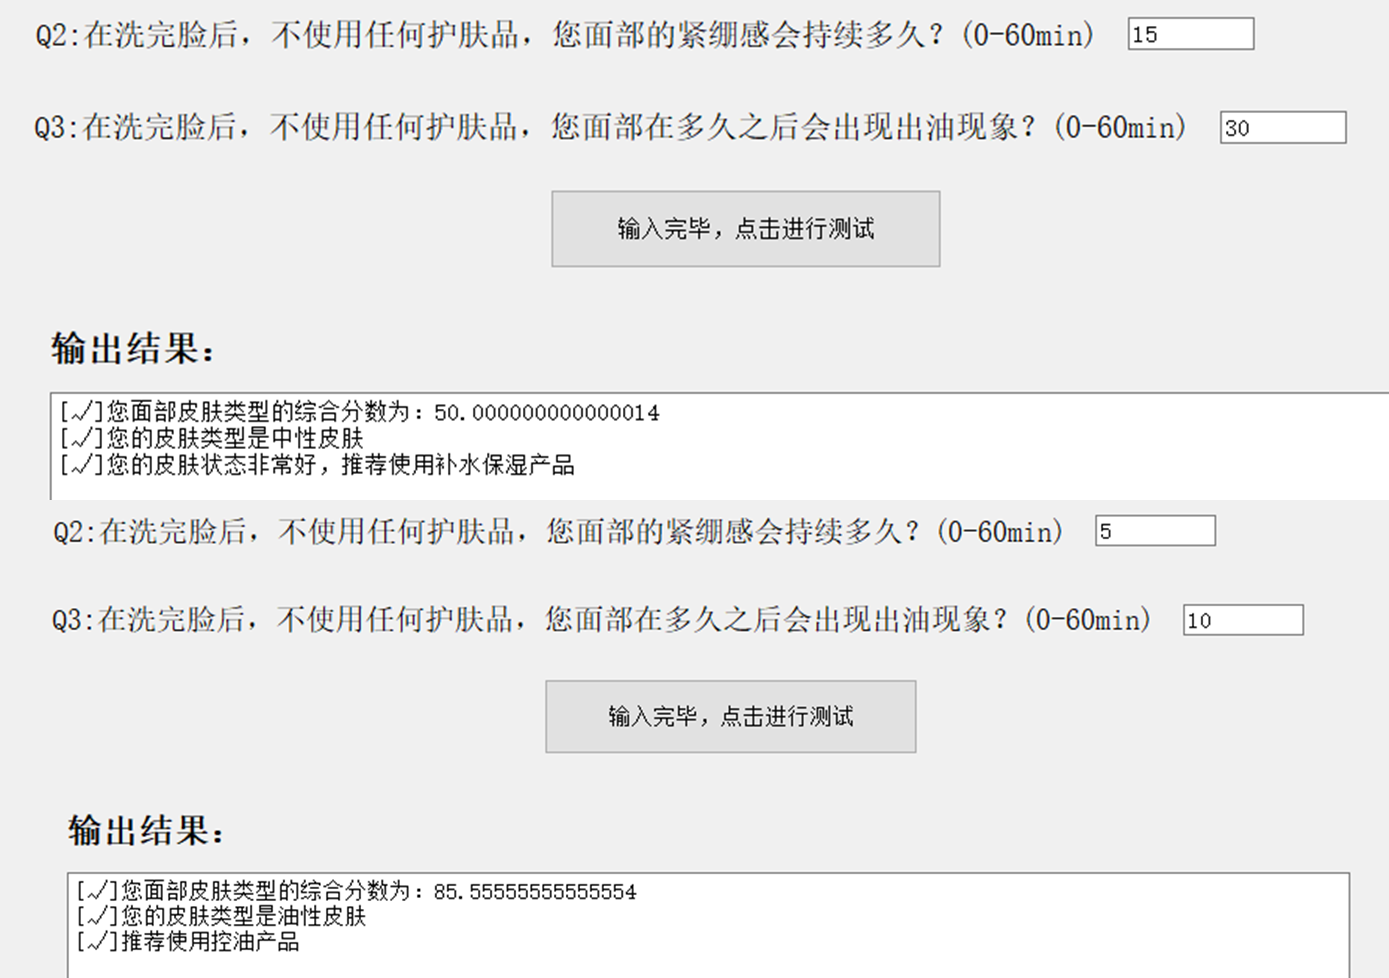 Q2:在洗完脸后，不使用任何护肤品，您面部的紧绷感会持续多久？(0-60min) 15
Q3:在洗完脸后，不使用任何护肤品，您面部在多久之后会出现出油现象？(0-60min) 30
输入完毕，点击进行测试
输出结果：
[√]您面部皮肤类型的综合分数为：50.000000000000014
[√]您的皮肤类型是中性皮肤
[√]您的皮肤状态非常好，推荐使用补水保湿产品
Q2:在洗完脸后，不使用任何护肤品，您面部的紧绷感会持续多久？(0-60min) 5
Q3:在洗完脸后，不使用任何护肤品，您面部在多久之后会出现出油现象？(0-60min) 10
输入完毕，点击进行测试
输出结果：
[√]您面部皮肤类型的综合分数为：85.55555555555554
[√]您的皮肤类型是油性皮肤
[√]推荐使用控油产品